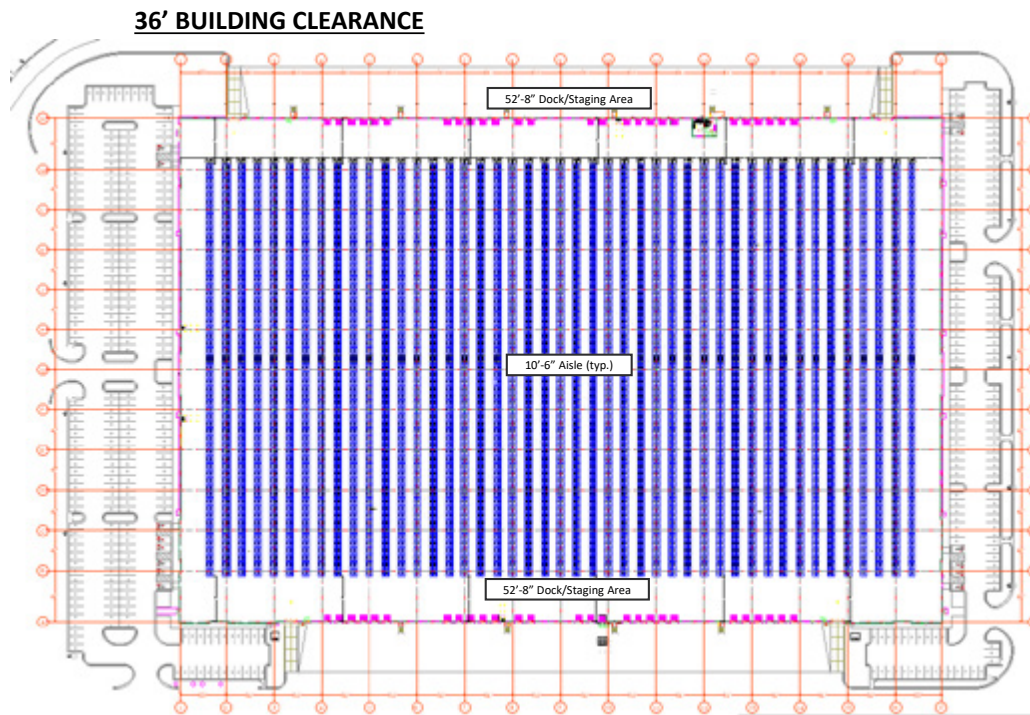 36’ BUILDING CLEARANCE
52’-8” Dock/Staging Area
10’-6” Aisle (typ.)
52’-8” Dock/Staging Area